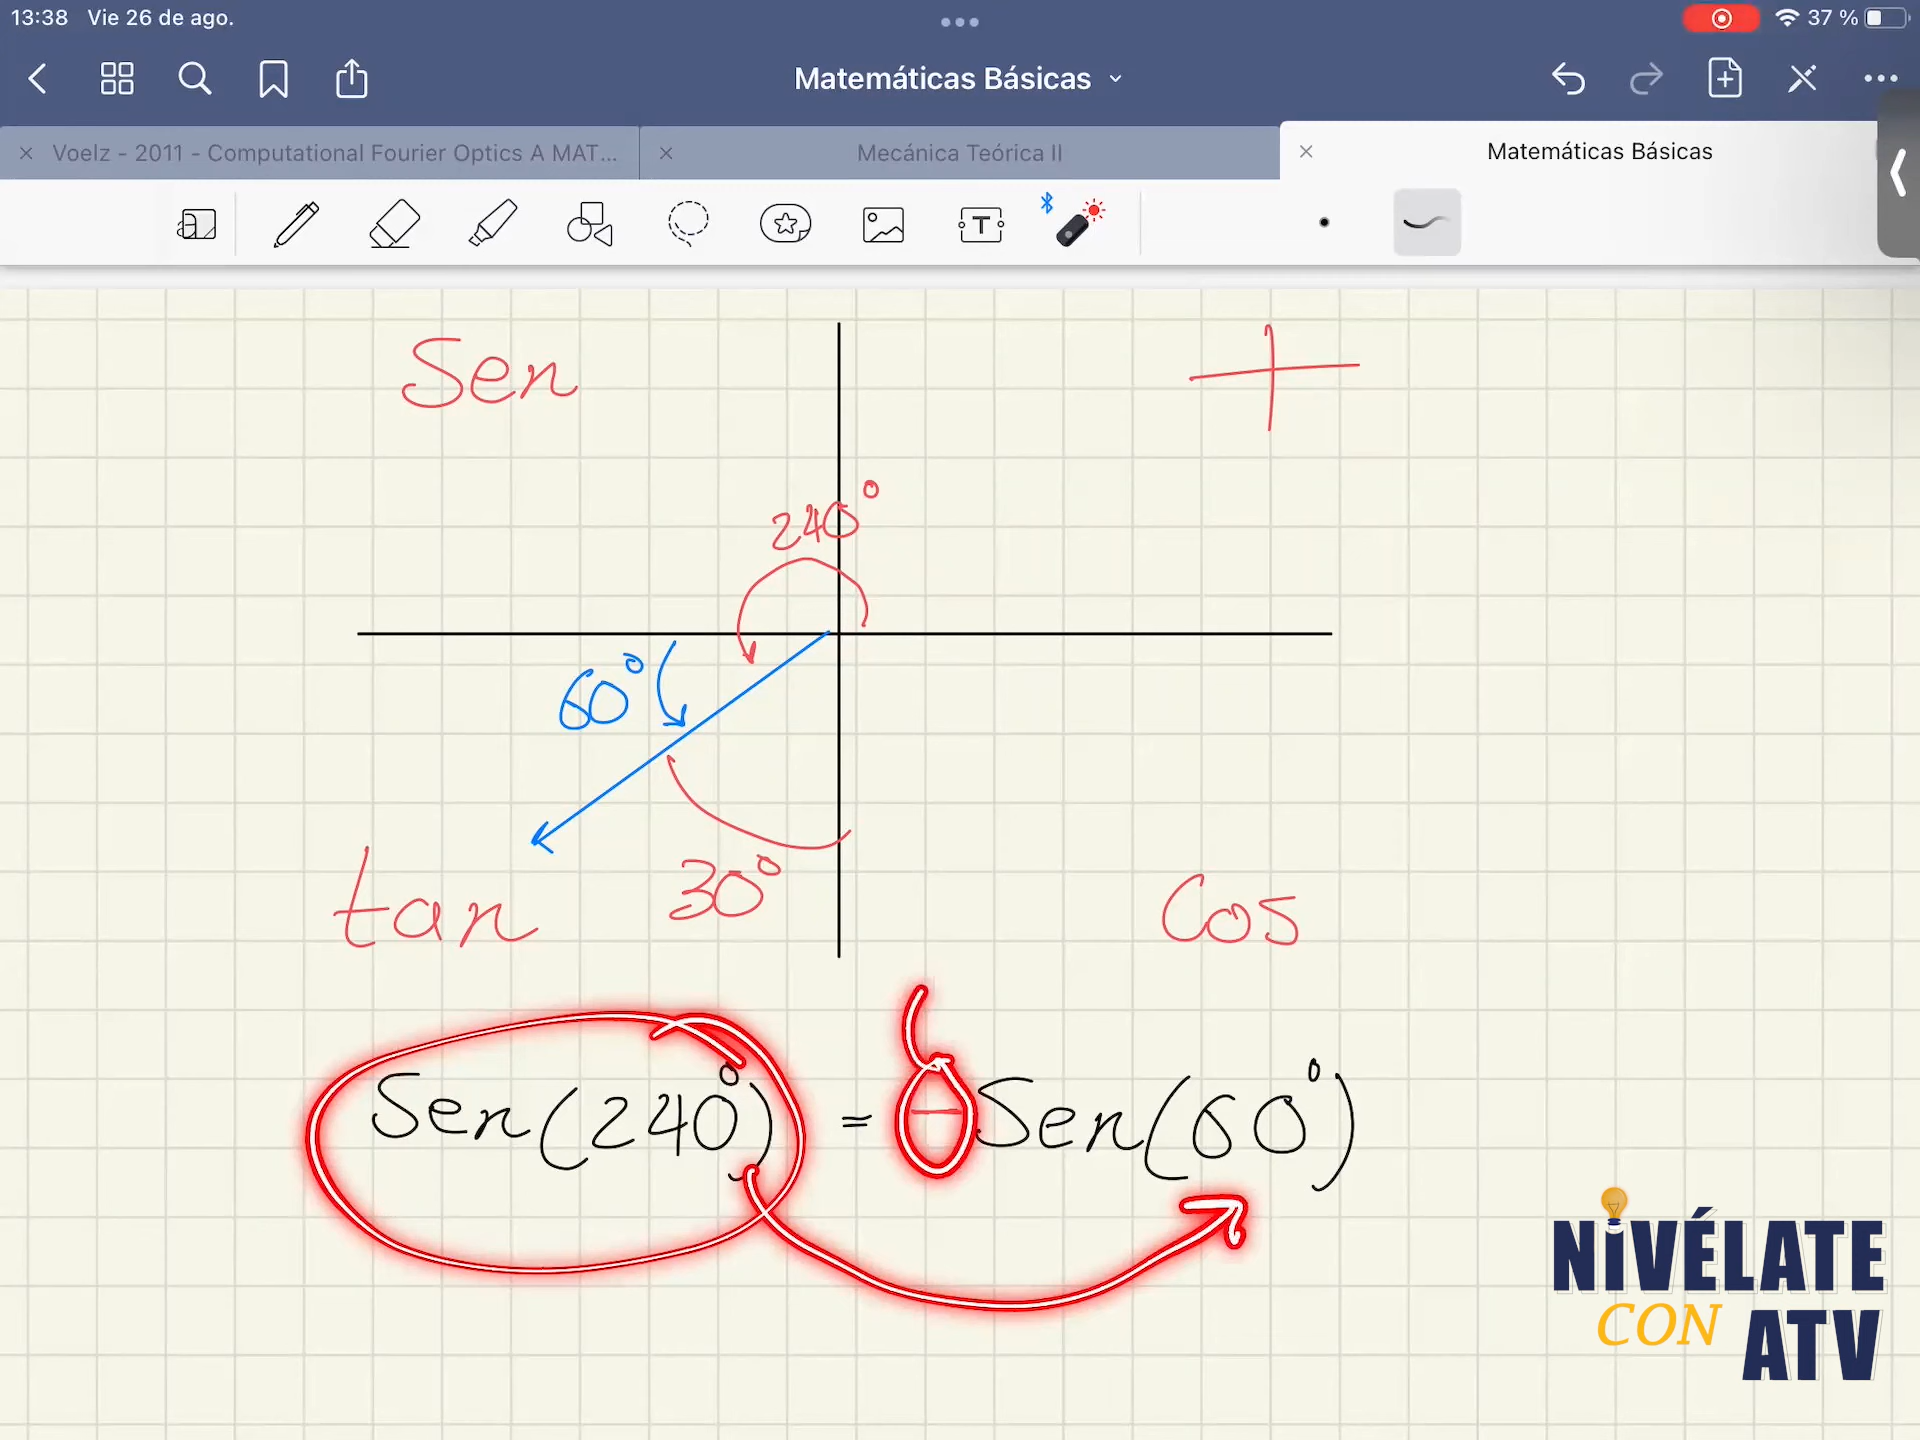 13:38 Vie 26 de ago. 37 %
Matemáticas Básicas
Voelz - 2011 - Computational Fourier Optics A MAT...
Mecánica Teórica II
Matemáticas Básicas
T
Sen +
240°
60°
tan 30° Cos
Sen(240°) = -Sen(60°)
NIVÉLATE
CON
ATV